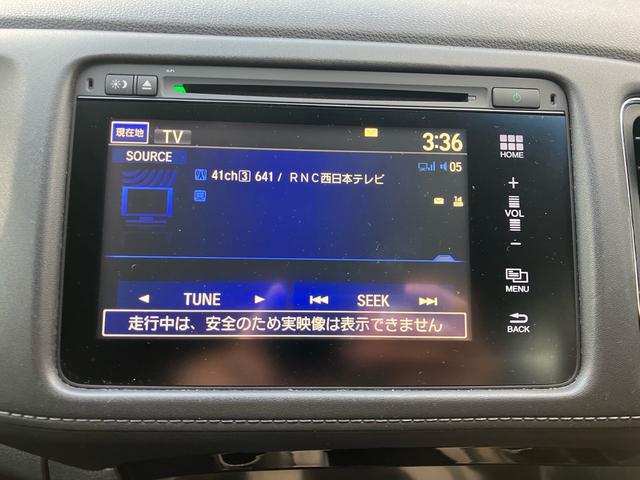 現在地 TV 3:36
SOURCE
05
41ch3 641/ RNC西日本テレビ
◀ TUNE ▶ SEEK
走行中は、安全のため実映像は表示できません
HOME
+
VOL
−
MENU
BACK